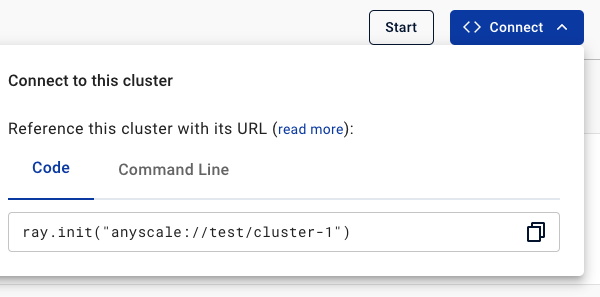 Start
<> Connect
Connect to this cluster
Reference this cluster with its URL (read more):
Code
Command Line
ray.init("anyscale://test/cluster-1")